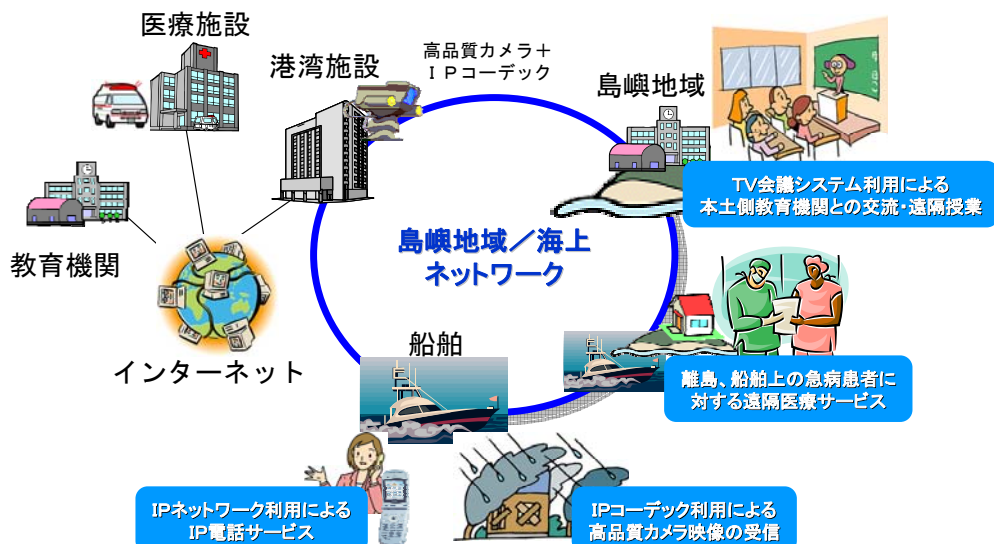 医療施設
港湾施設
高品質カメラ＋
ＩＰコーデック
島嶼地域
教育機関
TV会議システム利用による
本土側教育機関との交流・遠隔授業
島嶼地域／海上
ネットワーク
インターネット
船舶
離島、船舶上の急病患者に
対する遠隔医療サービス
IPネットワーク利用による
IP電話サービス
IPコーデック利用による
高品質カメラ映像の受信